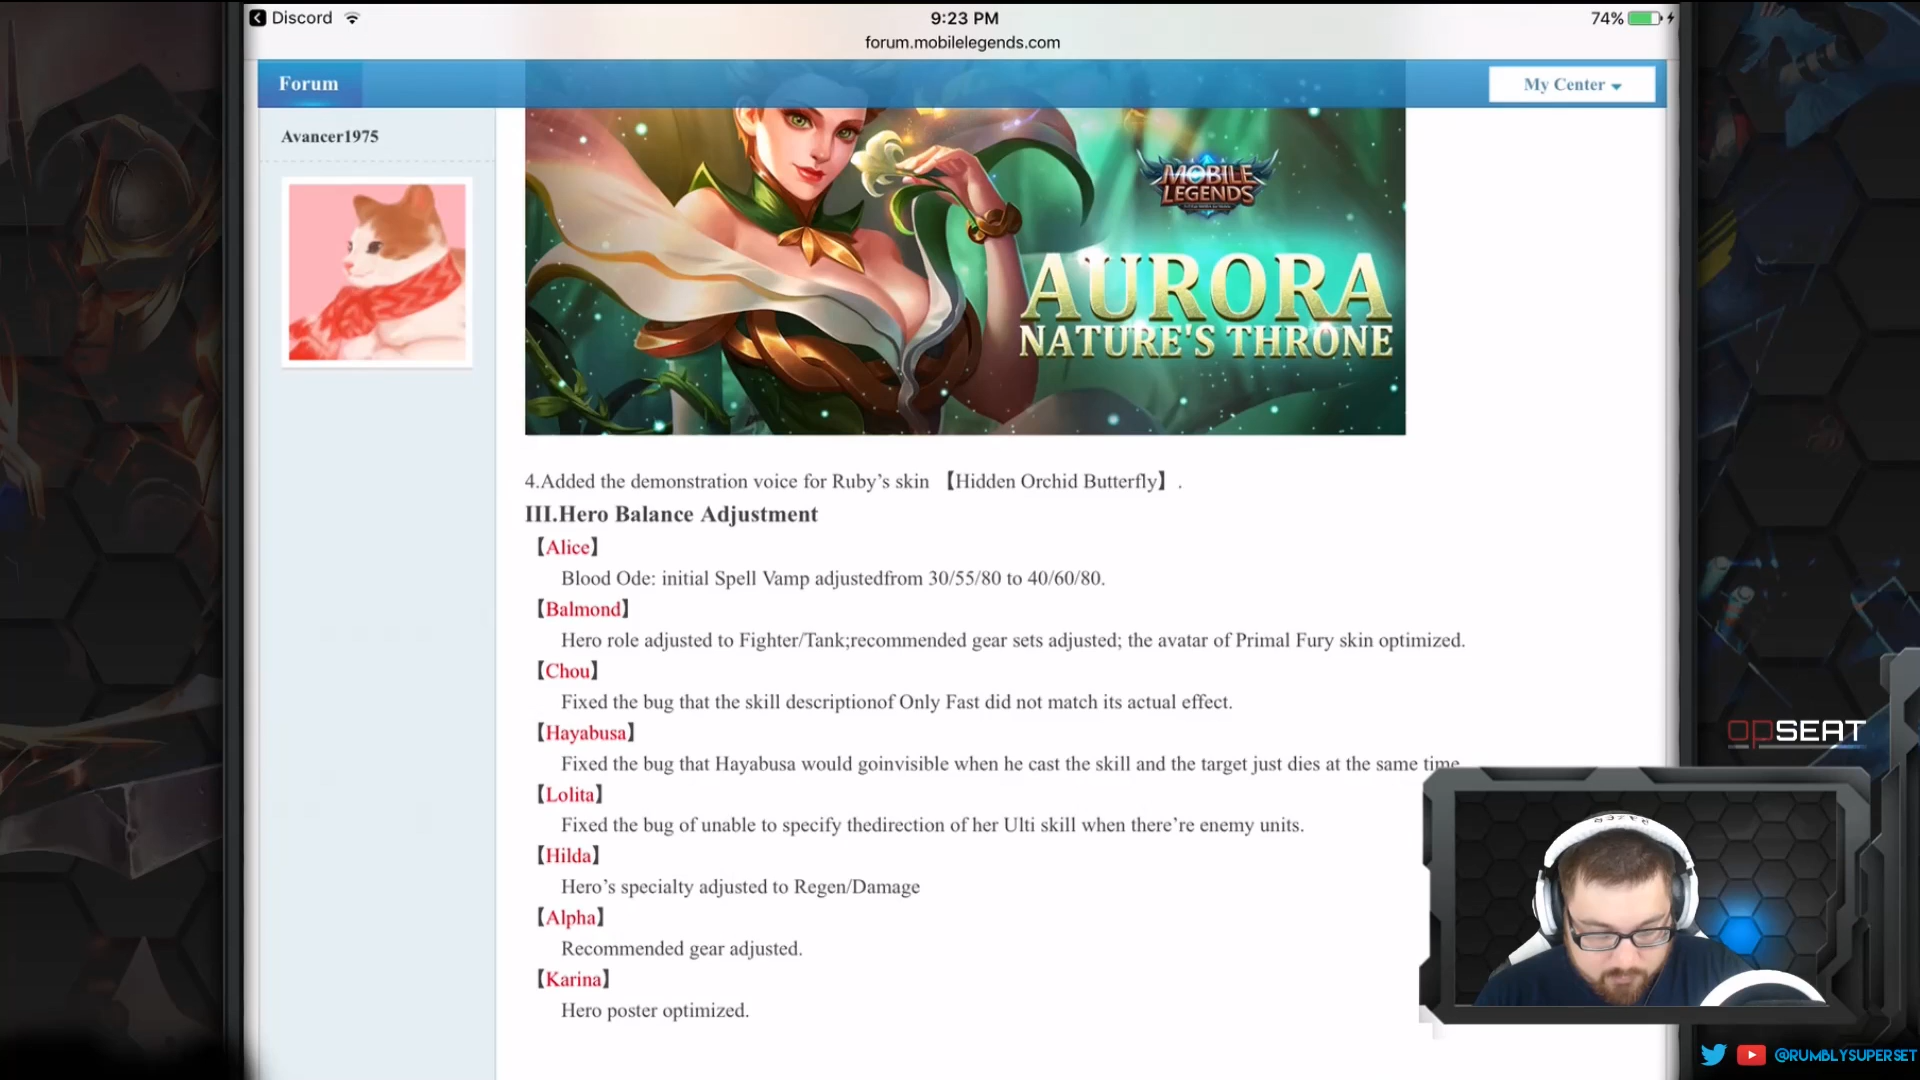 Discord
9:23 PM
74%
forum.mobilelegends.com
Forum
My Center
Avancer1975
MOBILE
LEGENDS
AURORA
NATURE'S THRONE
4.Added the demonstration voice for Ruby’s skin 【Hidden Orchid Butterfly】 .
III.Hero Balance Adjustment
【Alice】
Blood Ode: initial Spell Vamp adjustedfrom 30/55/80 to 40/60/80.
【Balmond】
Hero role adjusted to Fighter/Tank;recommended gear sets adjusted; the avatar of Primal Fury skin optimized.
【Chou】
Fixed the bug that the skill descriptionof Only Fast did not match its actual effect.
【Hayabusa】
Fixed the bug that Hayabusa would goinvisible when he cast the skill and the target just dies at the same time
【Lolita】
Fixed the bug of unable to specify thedirection of her Ulti skill when there’re enemy units.
【Hilda】
Hero’s specialty adjusted to Regen/Damage
【Alpha】
Recommended gear adjusted.
【Karina】
Hero poster optimized.
opSEAT
@RUMBLYSUPERSET